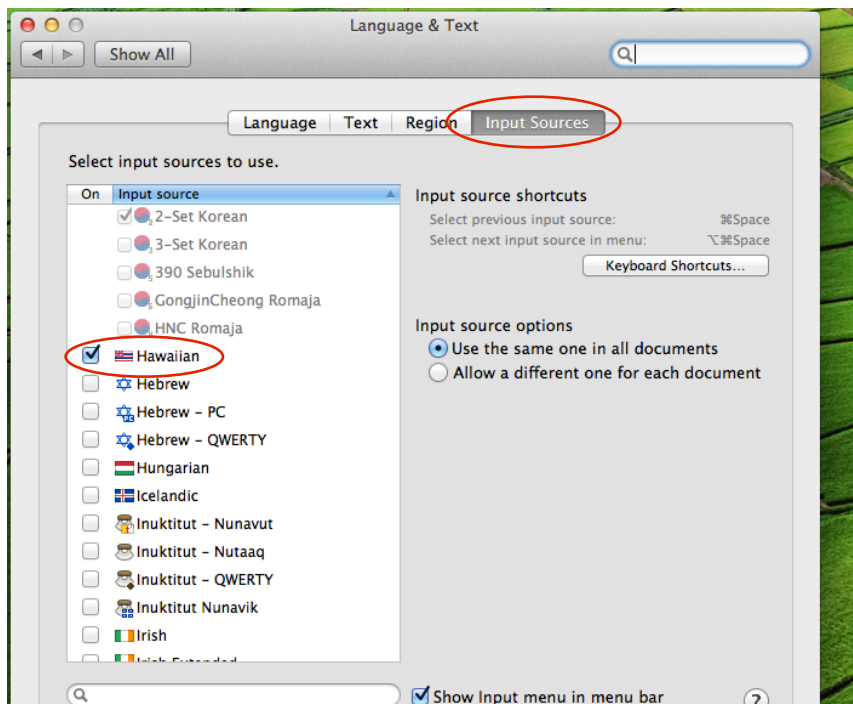 Language & Text
Show All
Language Text Region Input Sources
Select input sources to use.
On Input source
2-Set Korean
3-Set Korean
390 Sebulshik
GongjinCheong Romaja
HNC Romaja
Hawaiian
Hebrew
Hebrew – PC
Hebrew – QWERTY
Hungarian
Icelandic
Inuktitut – Nunavut
Inuktitut – Nutaaq
Inuktitut – QWERTY
Inuktitut Nunavik
Irish
Irish Extended
Input source shortcuts
Select previous input source: ⌘Space
Select next input source in menu: ⌥⌘Space
Keyboard Shortcuts...
Input source options
Use the same one in all documents
Allow a different one for each document
Show Input menu in menu bar
?